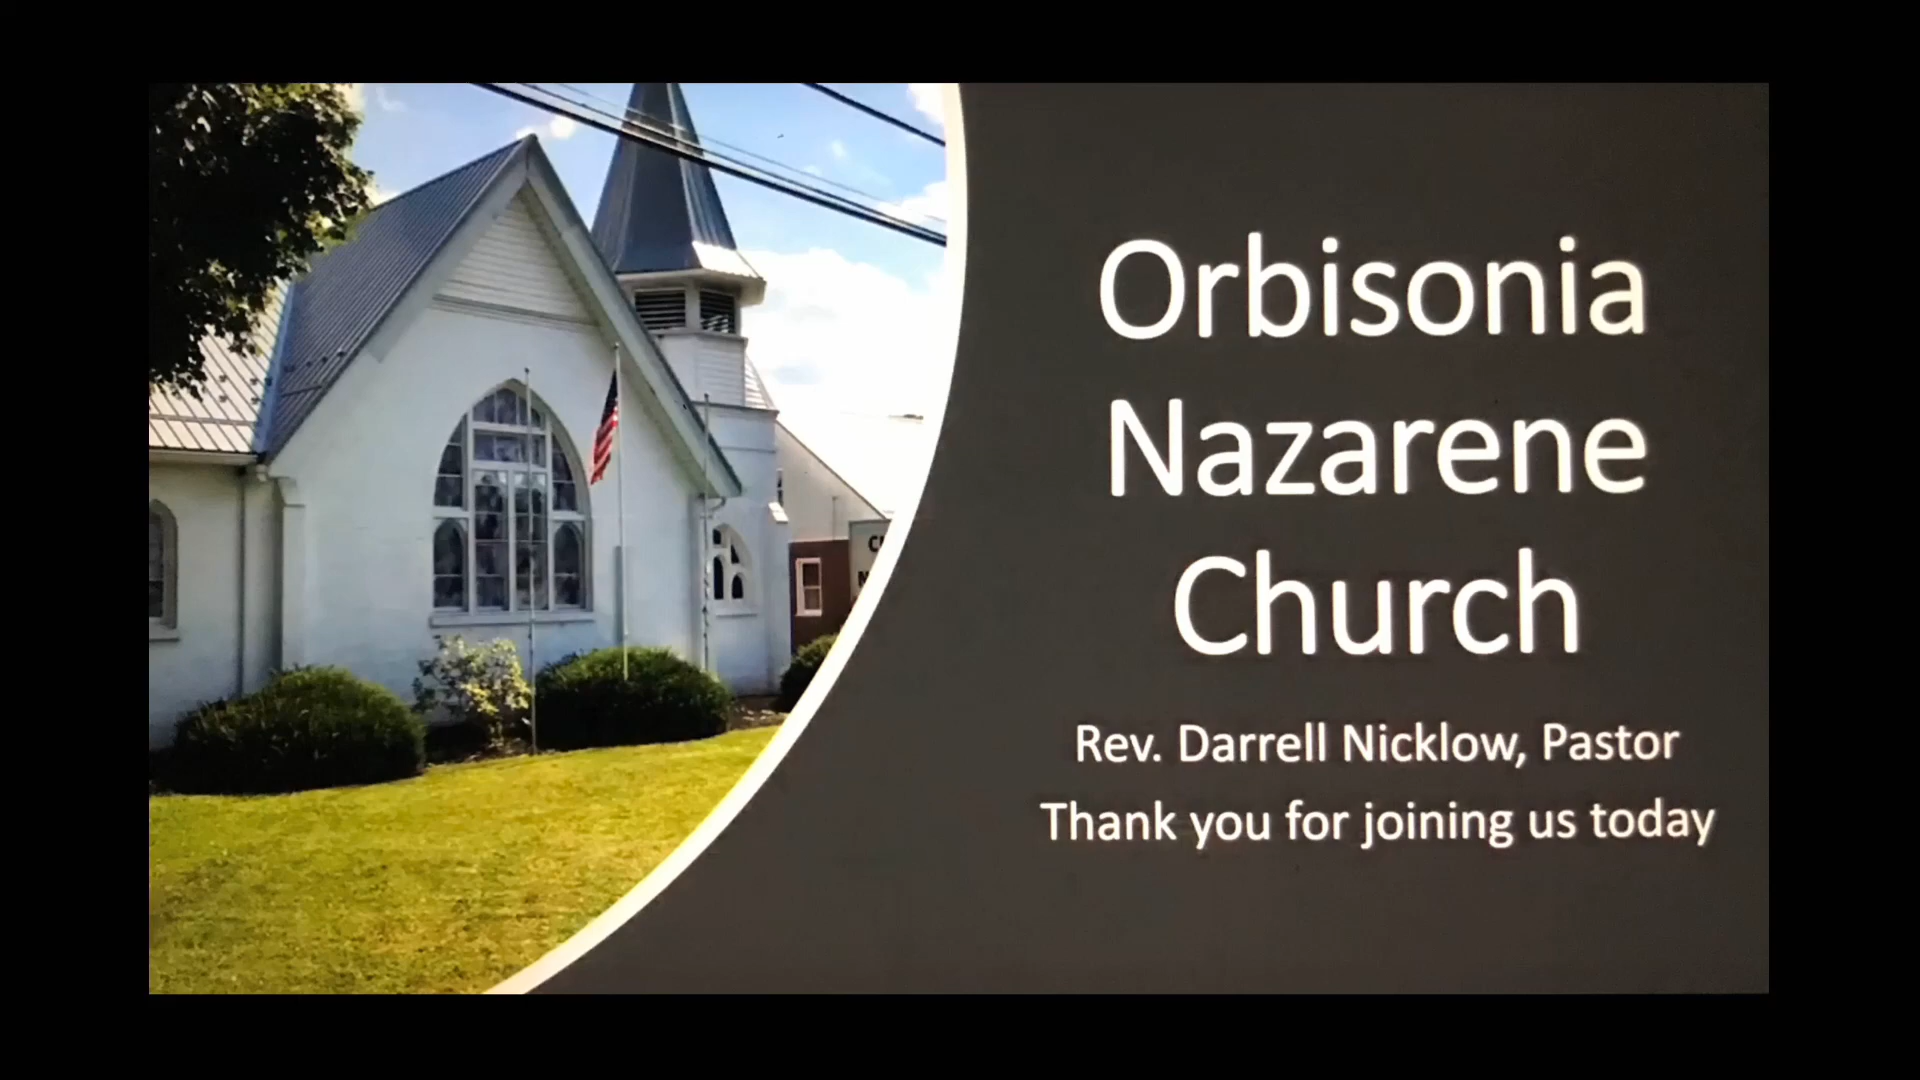 Orbisonia
Nazarene
Church
Rev. Darrell Nicklow, Pastor
Thank you for joining us today